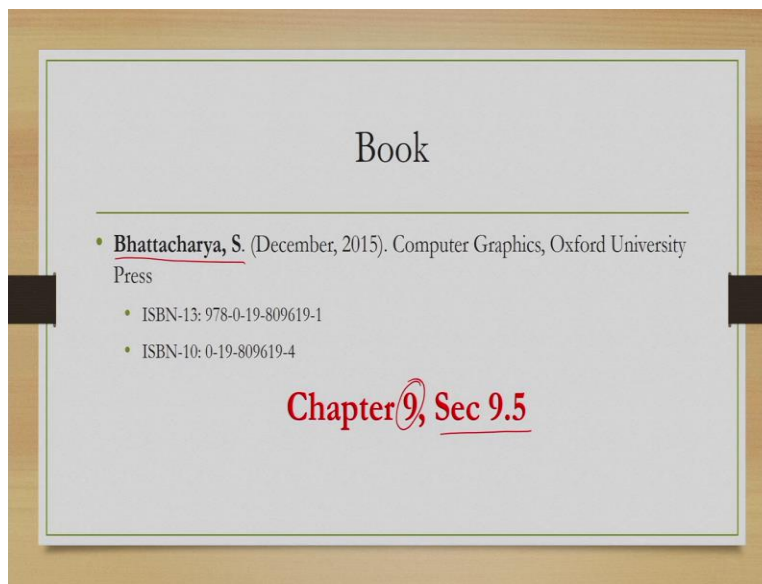 Book
• Bhattacharya, S. (December, 2015). Computer Graphics, Oxford University
Press
• ISBN-13: 978-0-19-809619-1
• ISBN-10: 0-19-809619-4
Chapter 9, Sec 9.5